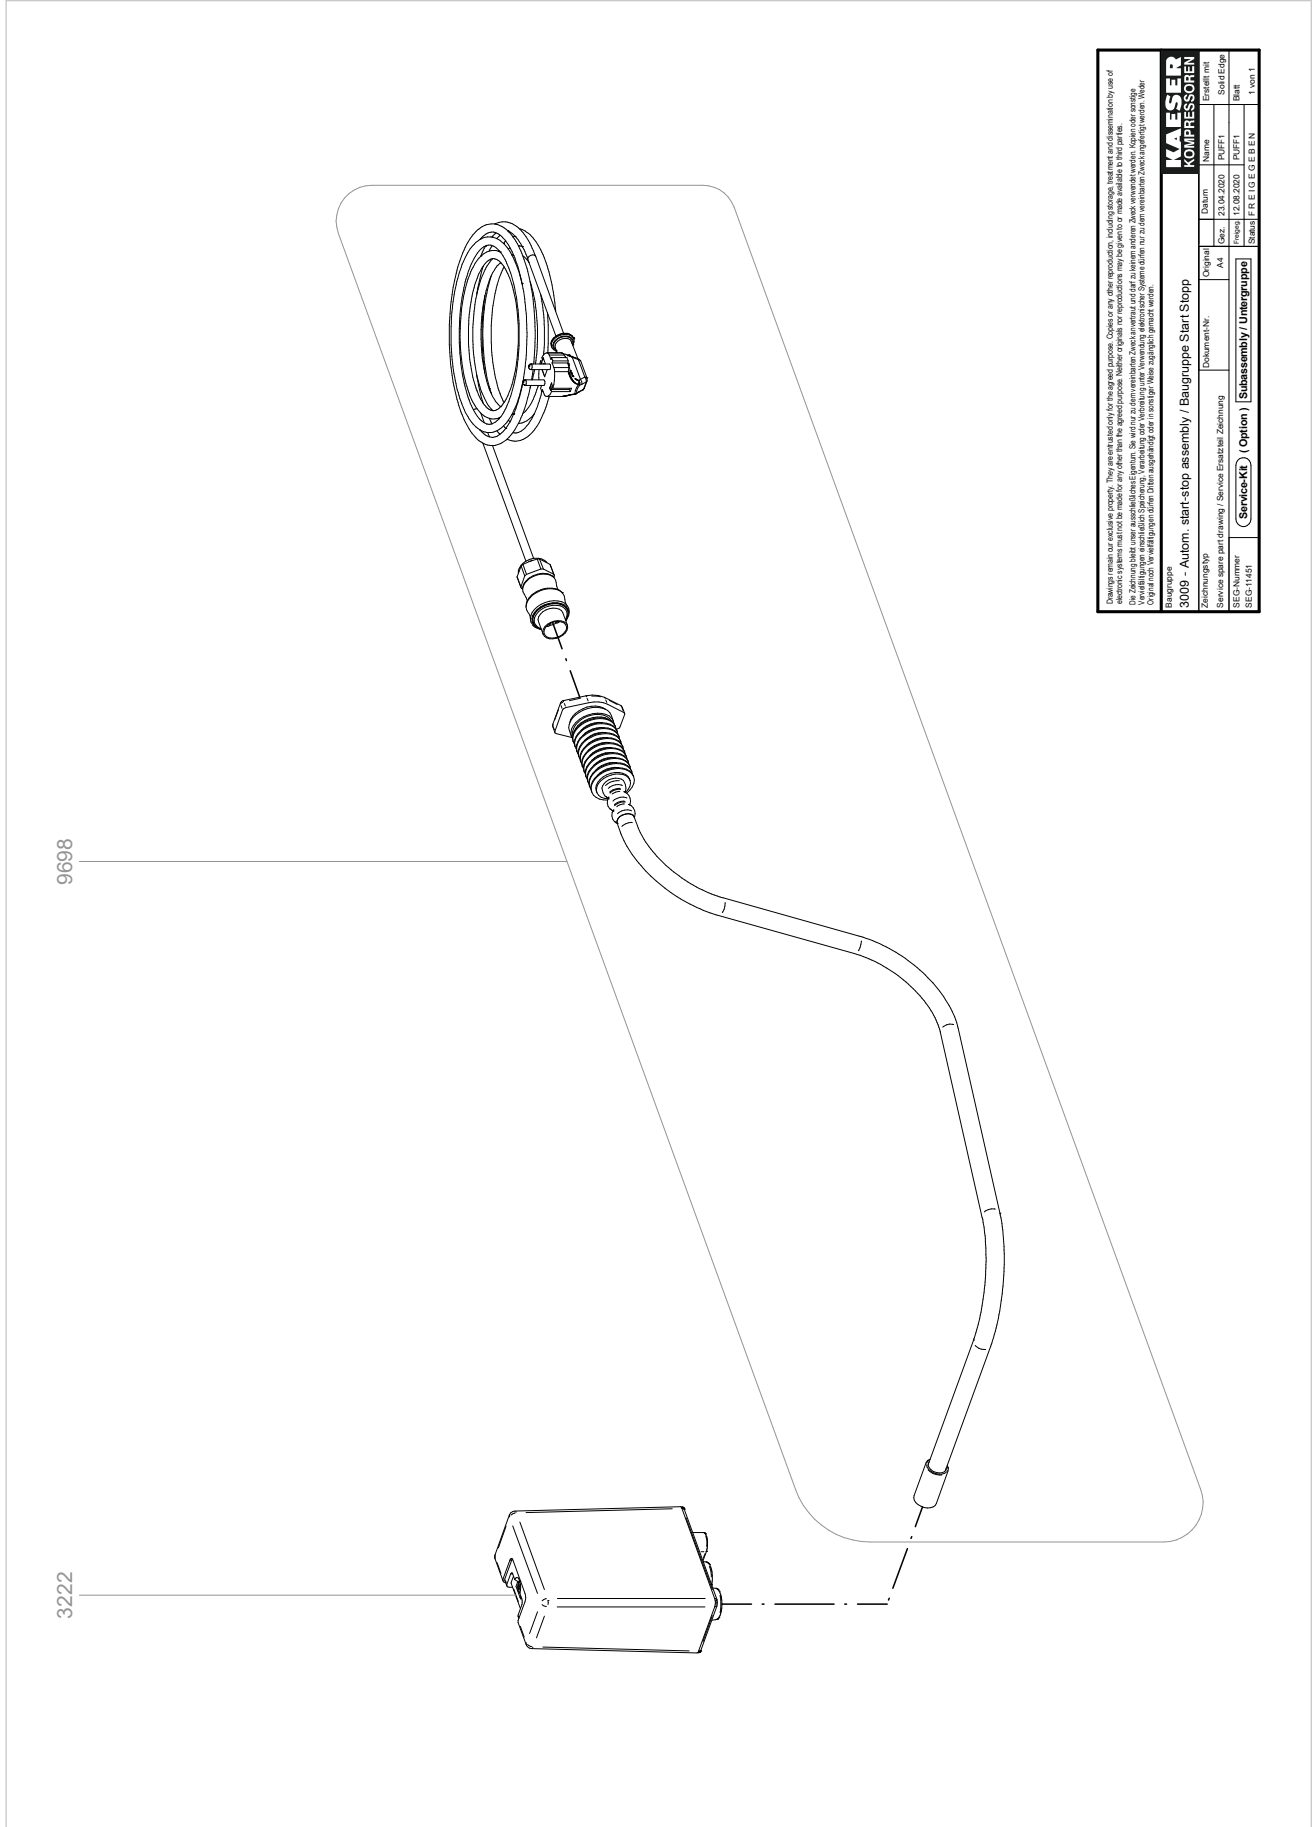 9698
3222
Drawings remain our exclusive property. They are entrusted only for the agreed purpose. Copies or any other reproduction, including storage, treatment and dissemination by use of
electronic systems must not be made for any other than the agreed purpose. Neither originals nor reproductions may be given to or made available to third parties.
Die Zeichnung bleibt unser ausschließliches Eigentum. Sie wird nur zu dem vereinbarten Zweck anvertraut und darf zu keinem anderen Zweck verwendet werden. Kopien oder sonstige
Vervielfältigungen einschließlich Speicherung, Verarbeitung oder Verbreitung unter Verwendung elektronischer Systeme dürfen nur zu dem vereinbarten Zweck angefertigt werden. Weder
Original noch Vervielfältigungen dürfen Dritten ausgehändigt oder in sonstiger Weise zugänglich gemacht werden.
Baugruppe
3009 - Autom. start-stop assembly / Baugruppe Start Stopp
KAESER
KOMPRESSOREN
Zeichnungstyp Dokument-Nr. Original Datum Name Erstellt mit
Service spare part drawing / Service Ersatzteil Zeichnung A4 Gez. 23.04.2020 PUFF1 Solid Edge
SEG-Nummer Freigeg. 12.08.2020 PUFF1 Blatt
SEG-11451 Service-Kit ( Option ) Subassembly / Untergruppe Status FREIGEGEBEN 1 von 1